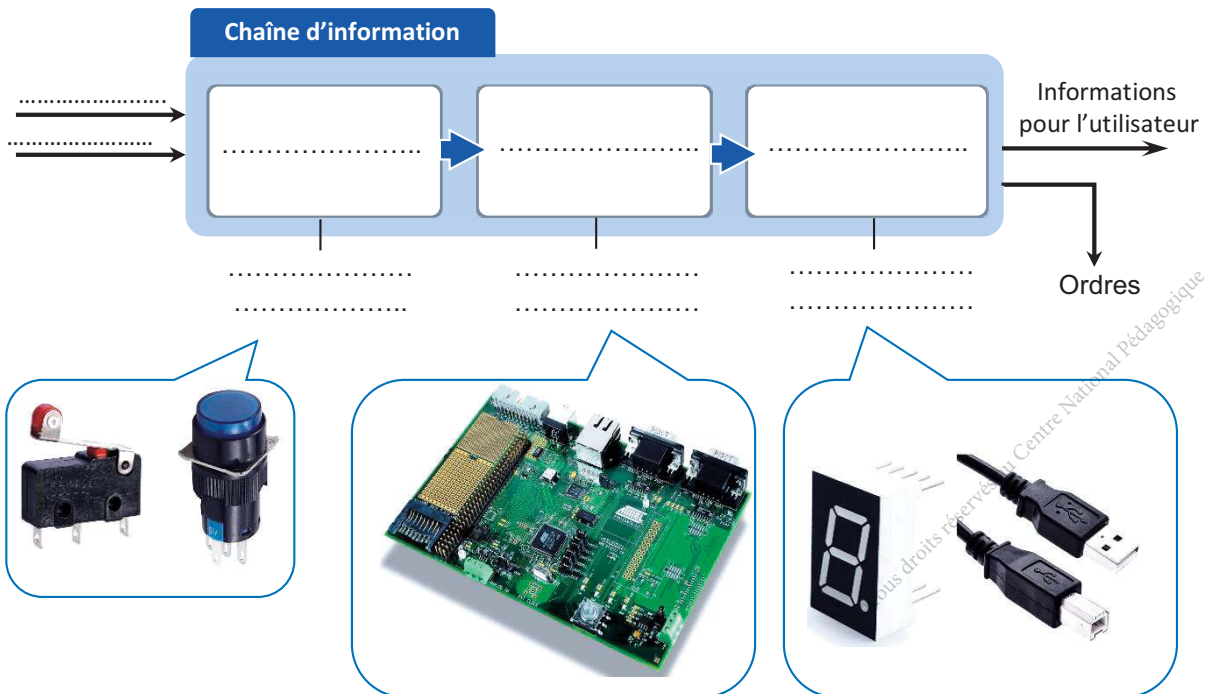 Chaîne d'information
........................
........................
........................
........................
........................
Informations
pour l'utilisateur
Ordres
.....................
.....................
.....................
.....................
.....................
.....................
Tous droits réservés au Centre National Pédagogique